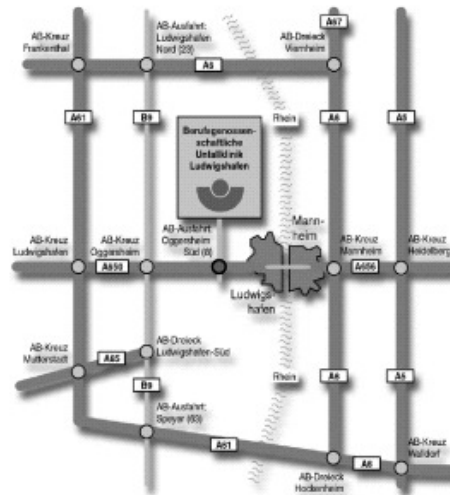 A67
AB-Kreuz
Frankenthal
AB-Ausfahrt:
Ludwigshafen
Nord (23)
AB-Dreieck
Viernheim
A6
A61
B9
Rhein
A6
A5
Berufsgenossen-
schaftliche
Unfallklinik
Ludwigshafen
AB-Ausfahrt
Oggersheim
Süd (8)
Mann-
heim
AB-Kreuz
Ludwigshafen
AB-Kreuz
Oggersheim
AB-Kreuz
Mannheim
AB-Kreuz
Heidelberg
A650
A656
Ludwigs-
hafen
AB-Kreuz
Mutterstadt
A65
AB-Dreieck
Ludwigshafen-Süd
B9
Rhein
A6
A5
AB-Ausfahrt:
Speyer (63)
A61
AB-Dreieck
Hockenheim
A6
AB-Kreuz
Walldorf